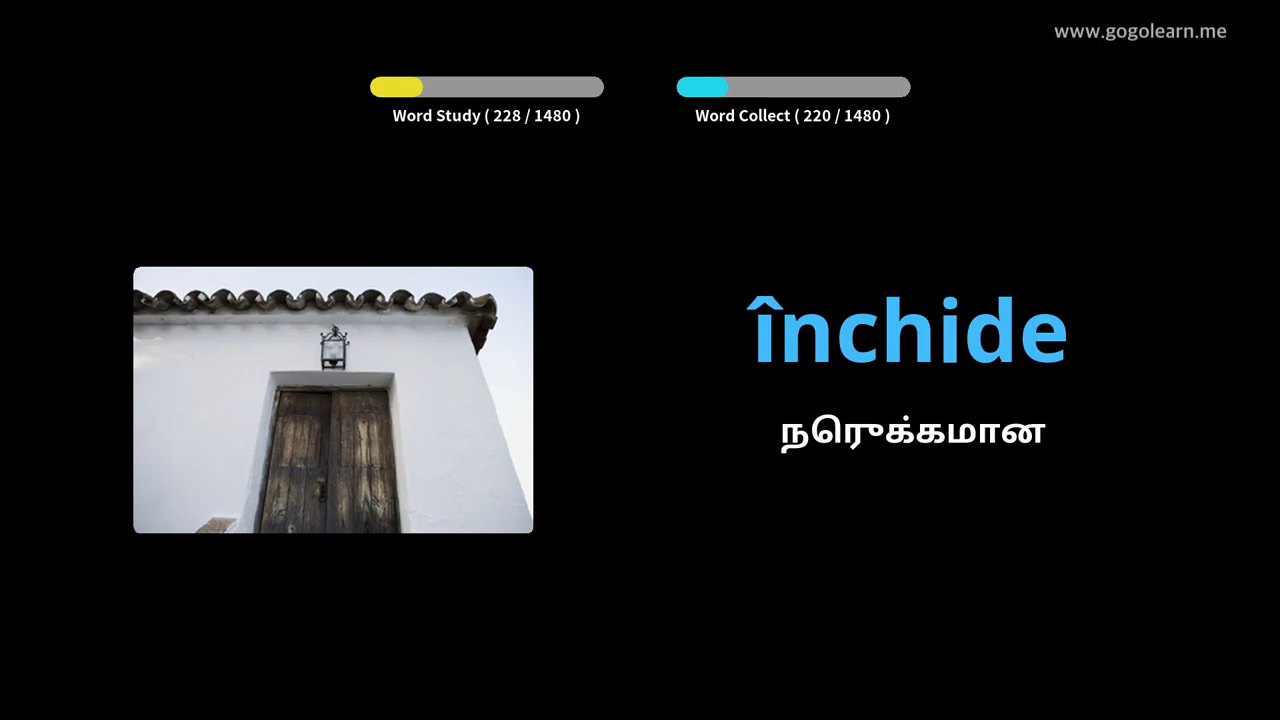 www.gogolearn.me
Word Study ( 228 / 1480 )
Word Collect ( 220 / 1480 )
închide
நெருக்கமான